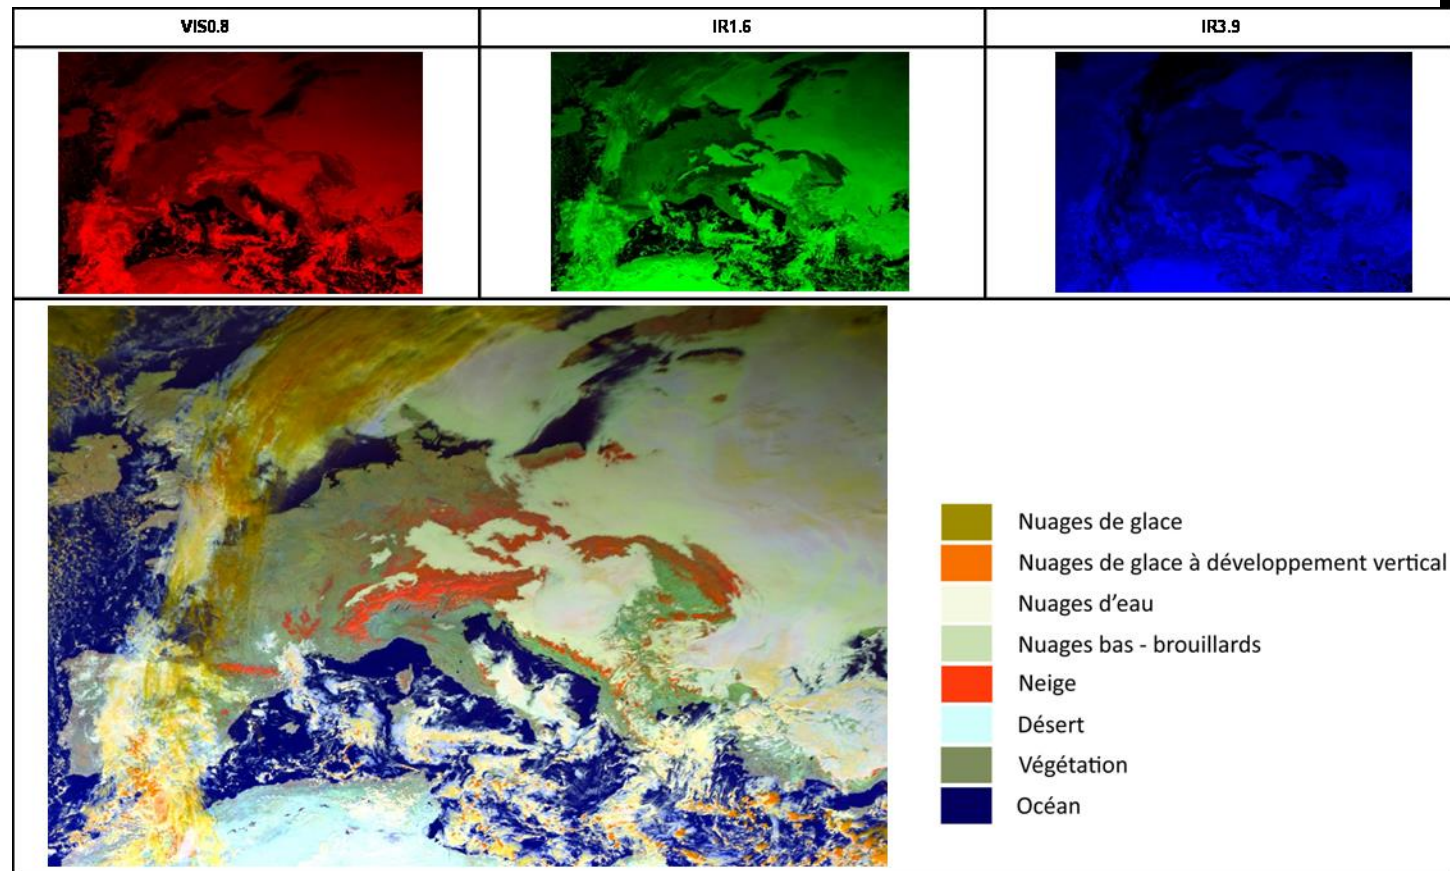 VIS0.8
IR1.6
IR3.9
Nuages de glace
Nuages de glace à développement vertical
Nuages d'eau
Nuages bas - brouillards
Neige
Désert
Végétation
Océan